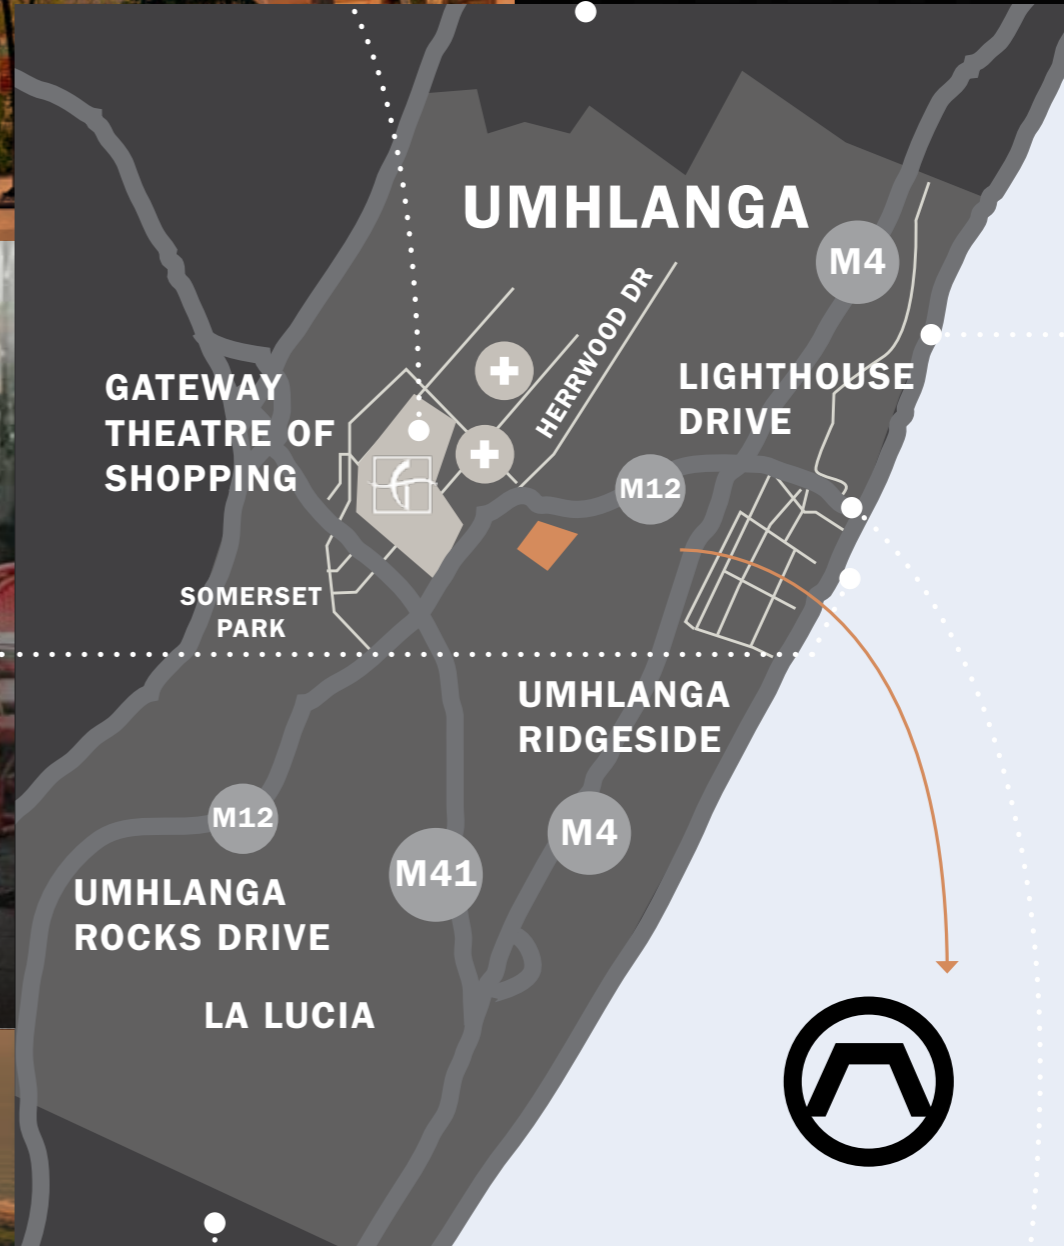 UMHLANGA
M4
HERRWOOD DR
LIGHTHOUSE
DRIVE
GATEWAY
THEATRE OF
SHOPPING
M12
SOMERSET
PARK
UMHLANGA
RIDGESIDE
M12
M4
M41
UMHLANGA
ROCKS DRIVE
LA LUCIA